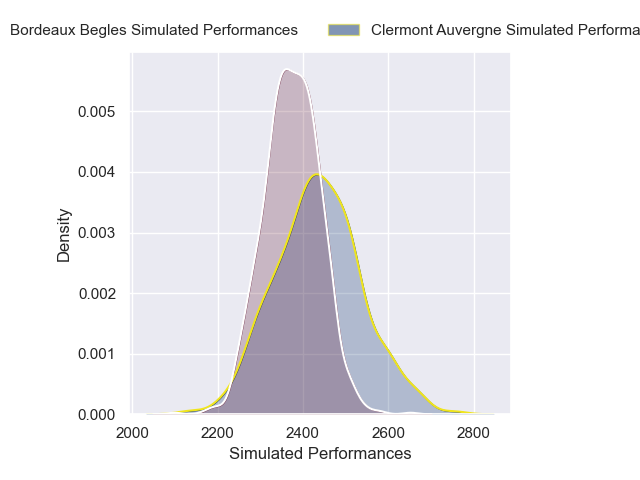 Bordeaux Begles Simulated Performances
Clermont Auvergne Simulated Performa
0.005
0.004
0.003
0.002
0.001
0.000
Density
2000 2200 2400 2600 2800
Simulated Performances